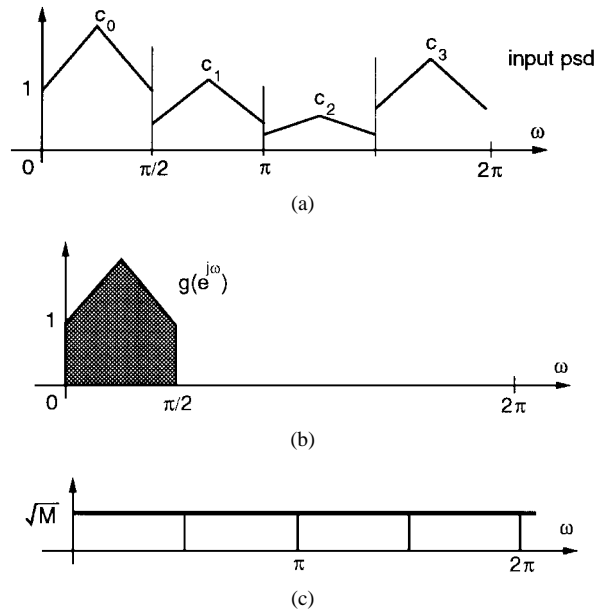 c₀ c₁ c₂ c₃ input psd
1
ω
0 π/2 π 2π
(a)
g(e^jω)
1
ω
0 π/2 2π
(b)
√M
ω
π 2π
(c)